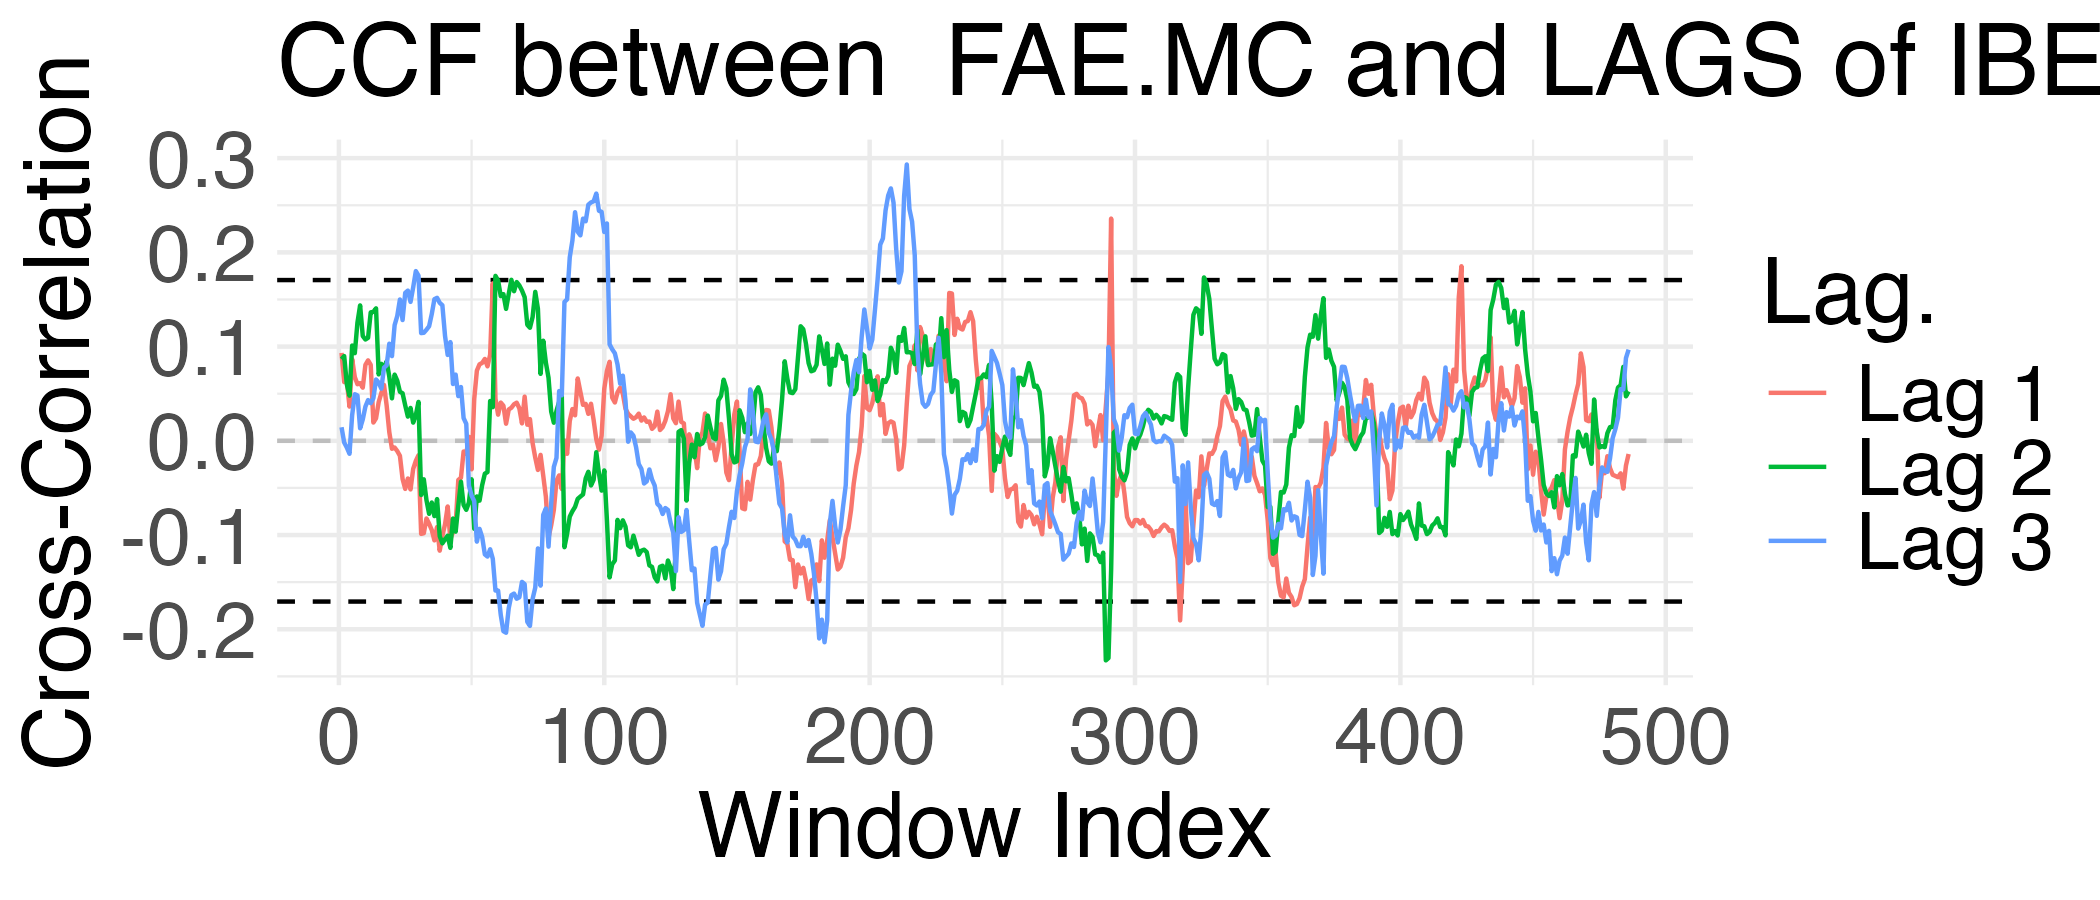 CCF between FAE.MC and LAGS of IBE
Cross-Correlation
0.3
0.2
0.1
0.0
-0.1
-0.2
0
100
200
300
400
500
Window Index
Lag.
Lag 1
Lag 2
Lag 3